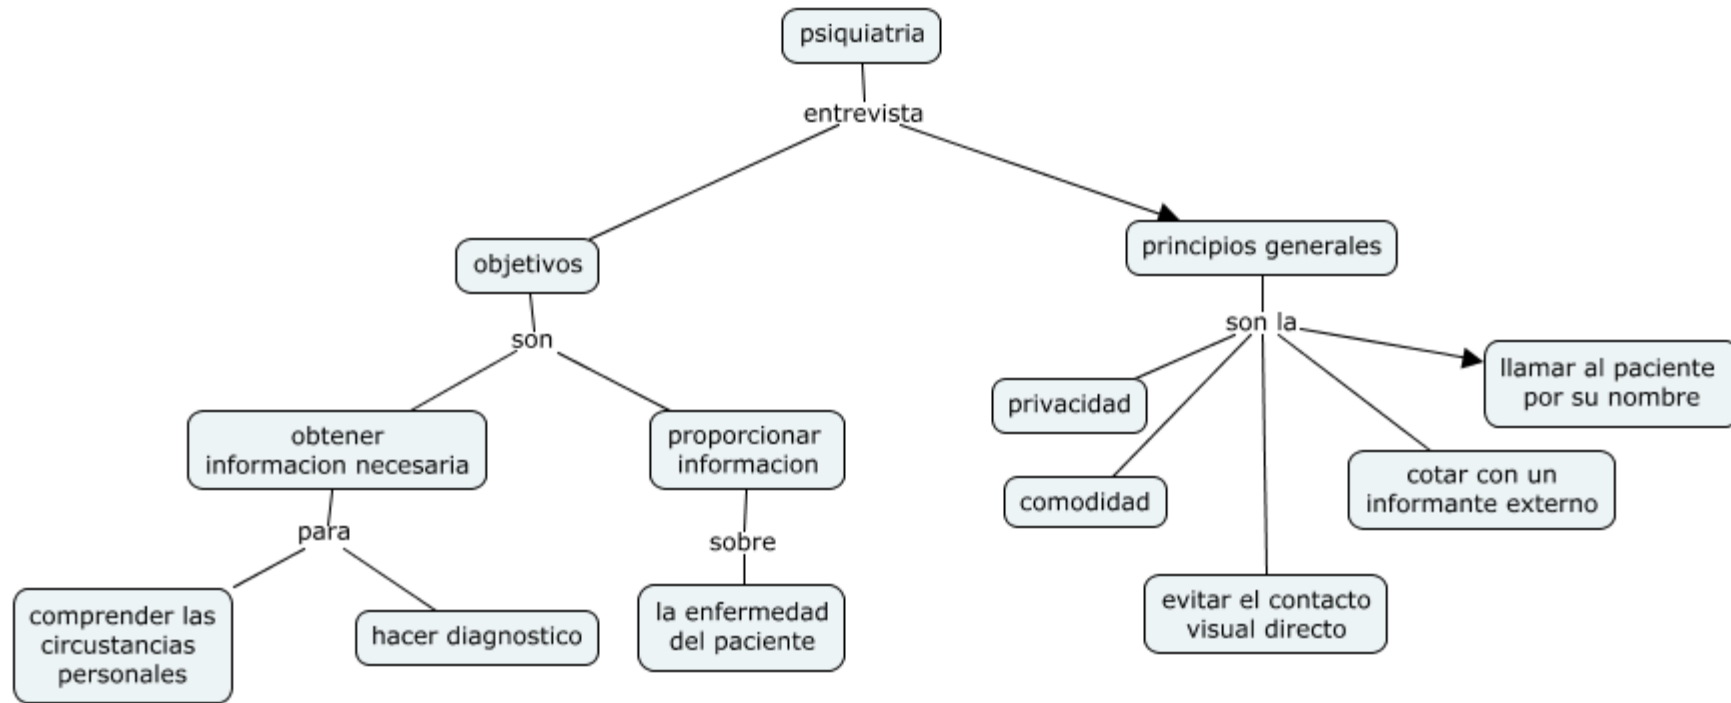 psiquiatria
entrevista
objetivos
principios generales
son
son la
obtener
informacion necesaria
proporcionar
informacion
privacidad
llamar al paciente
por su nombre
comodidad
cotar con un
informante externo
para
sobre
comprender las
circustancias
personales
hacer diagnostico
la enfermedad
del paciente
evitar el contacto
visual directo